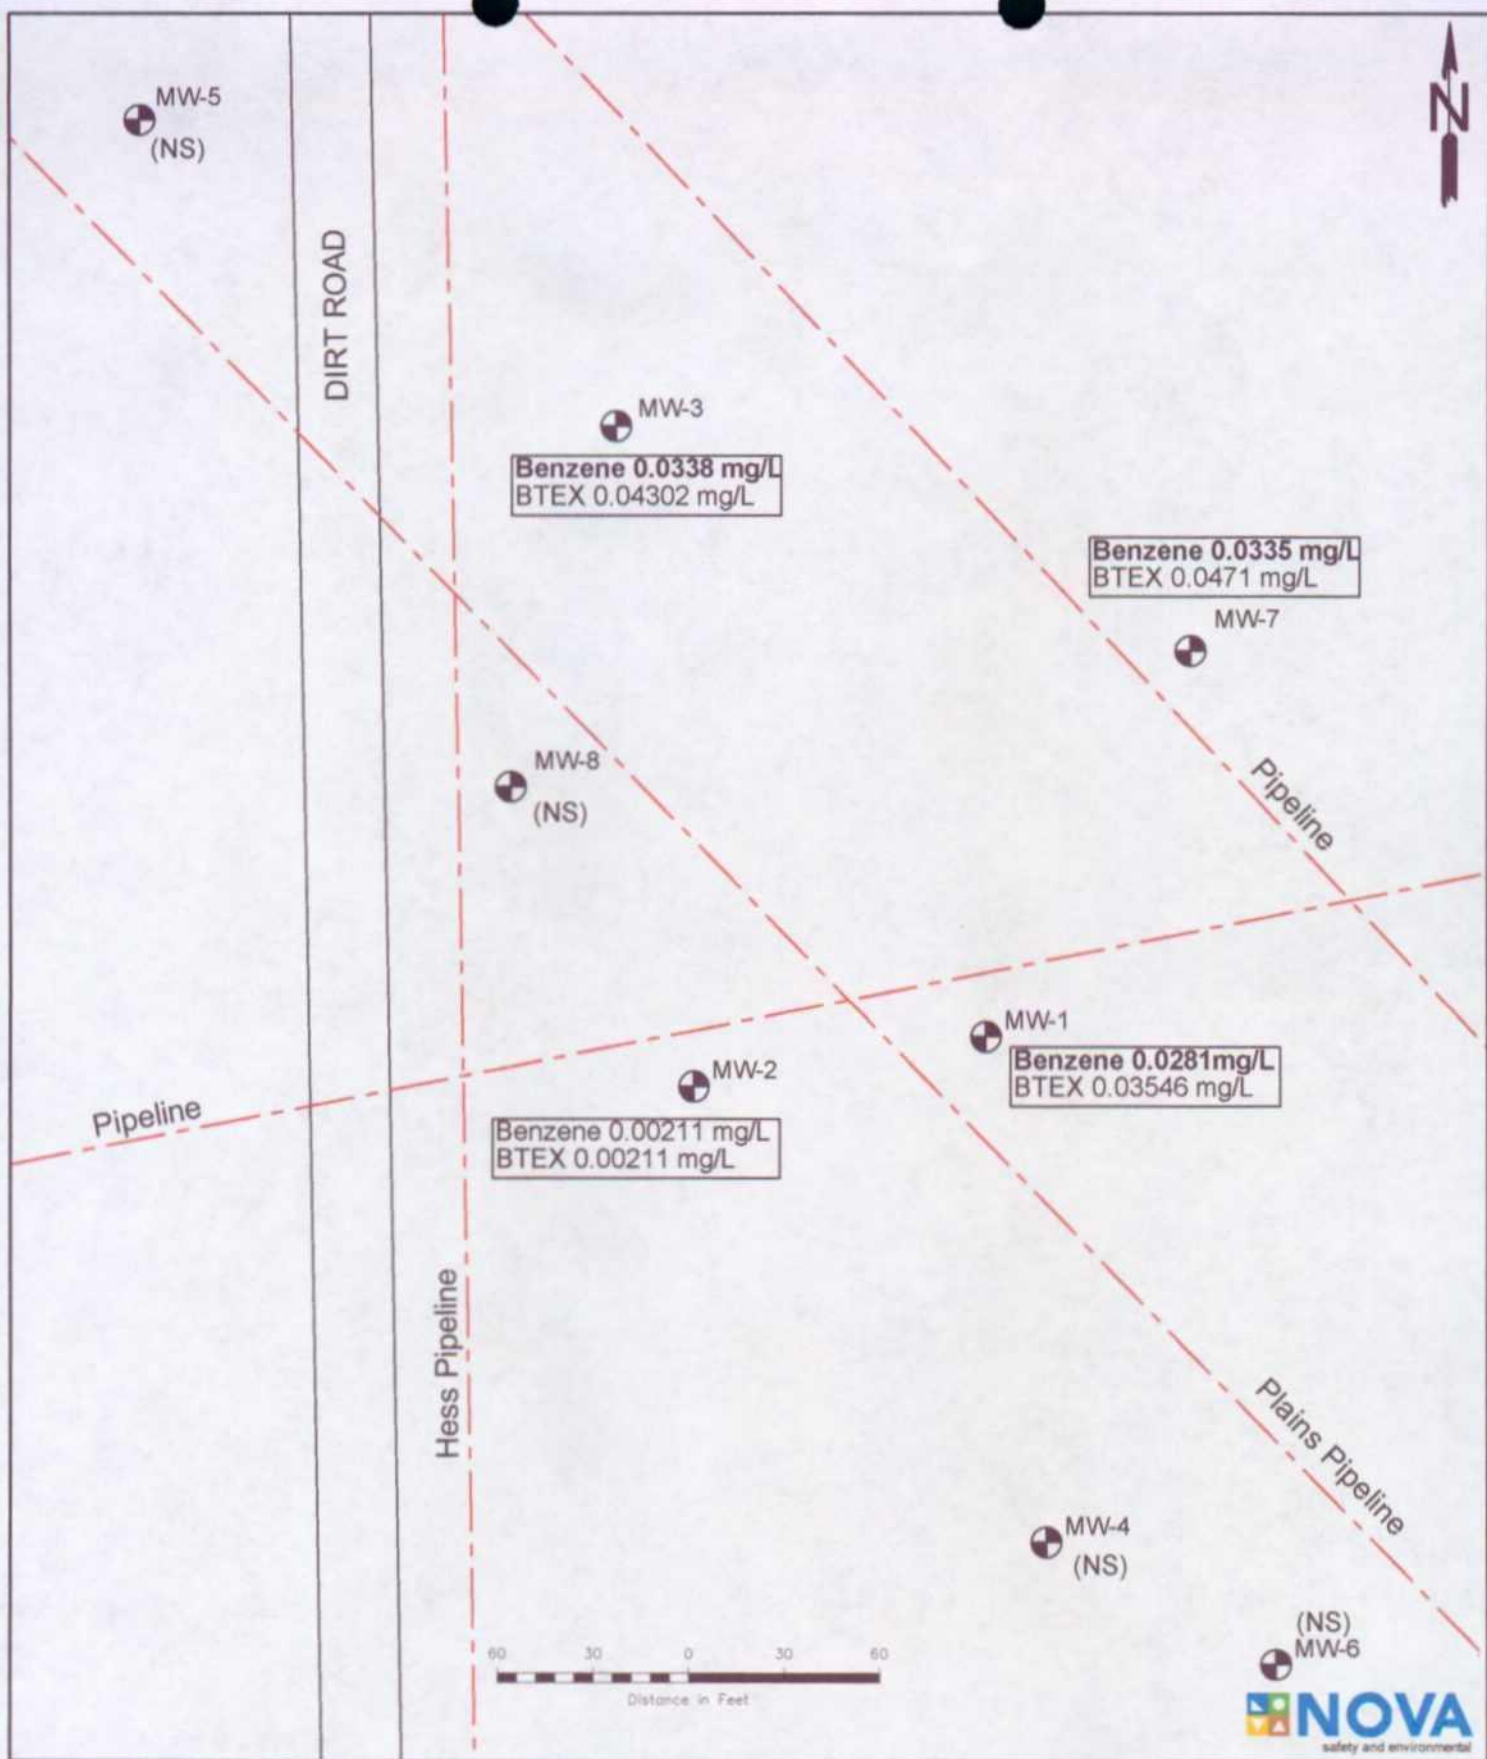 N
MW-5
(NS)
DIRT ROAD
MW-3
Benzene 0.0338 mg/L
BTEX 0.04302 mg/L
Benzene 0.0335 mg/L
BTEX 0.0471 mg/L
MW-7
MW-8
(NS)
Pipeline
MW-1
Benzene 0.0281mg/L
BTEX 0.03546 mg/L
MW-2
Benzene 0.00211 mg/L
BTEX 0.00211 mg/L
Pipeline
Hess Pipeline
Plains Pipeline
MW-4
(NS)
(NS)
MW-6
60 30 0 30 60
Distance in Feet
NOVA
safety and environmental